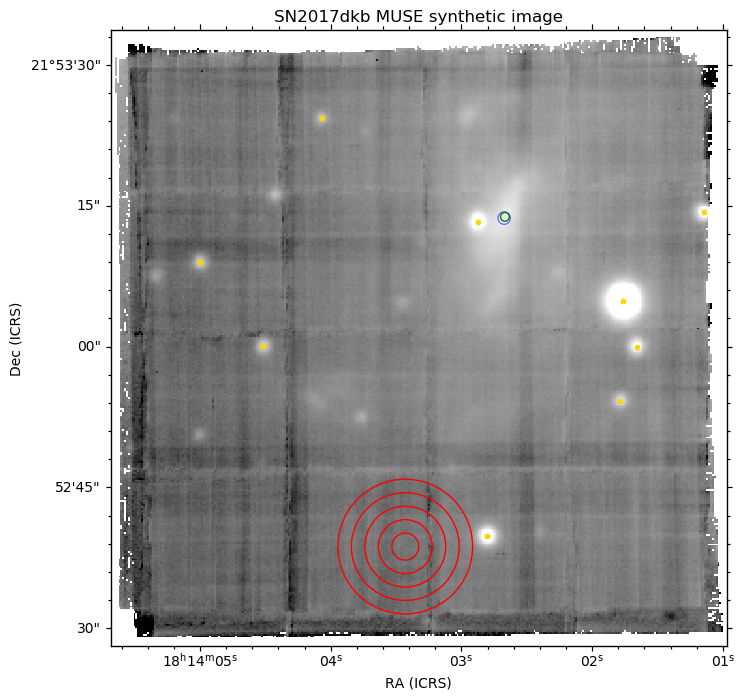 SN2017dkb MUSE synthetic image
21°53'30"
15"
00"
52'45"
30"
Dec (ICRS)
18ʰ14ᵐ05ˢ 04ˢ 03ˢ 02ˢ 01ˢ
RA (ICRS)